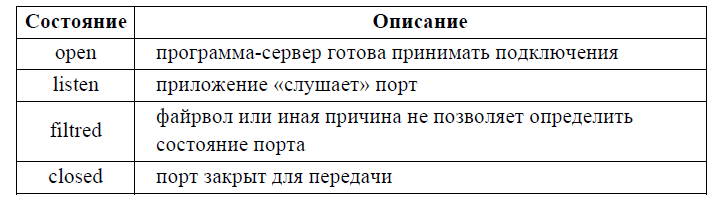 Состояние Описание
open программа-сервер готова принимать подключения
listen приложение «слушает» порт
filtred файрвол или иная причина не позволяет определить
состояние порта
closed порт закрыт для передачи